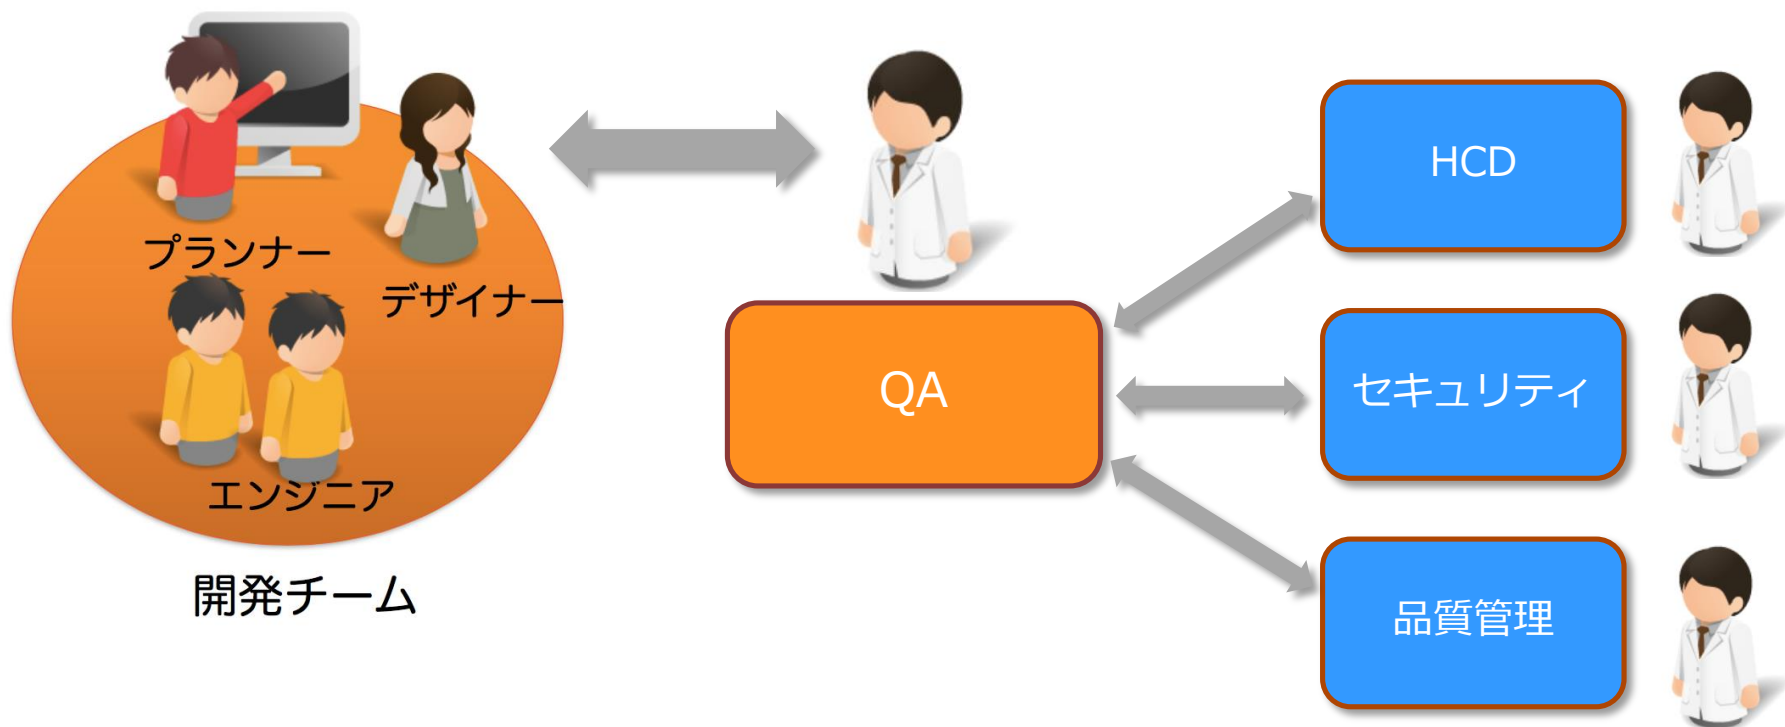 プランナー
デザイナー
エンジニア
開発チーム
QA
HCD
セキュリティ
品質管理